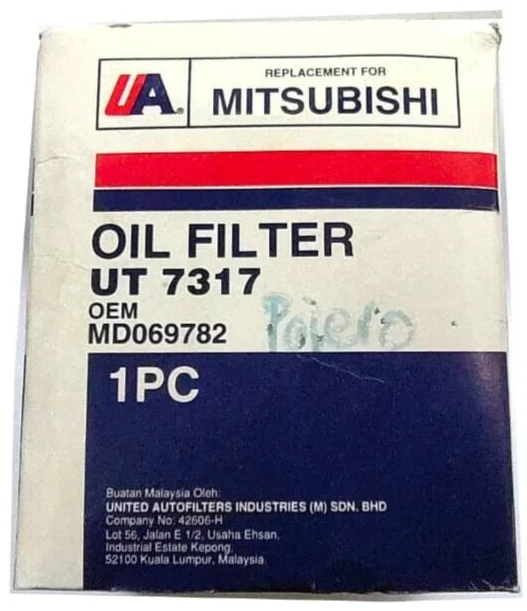 UA®
REPLACEMENT FOR
MITSUBISHI
OIL FILTER
UT 7317
OEM
MD069782
Pajero
1PC
Buatan Malaysia Oleh:
UNITED AUTOFILTERS INDUSTRIES (M) SDN. BHD
Company No: 42606-H
Lot 56, Jalan E 1/2, Usaha Ehsan,
Industrial Estate Kepong,
52100 Kuala Lumpur, Malaysia.